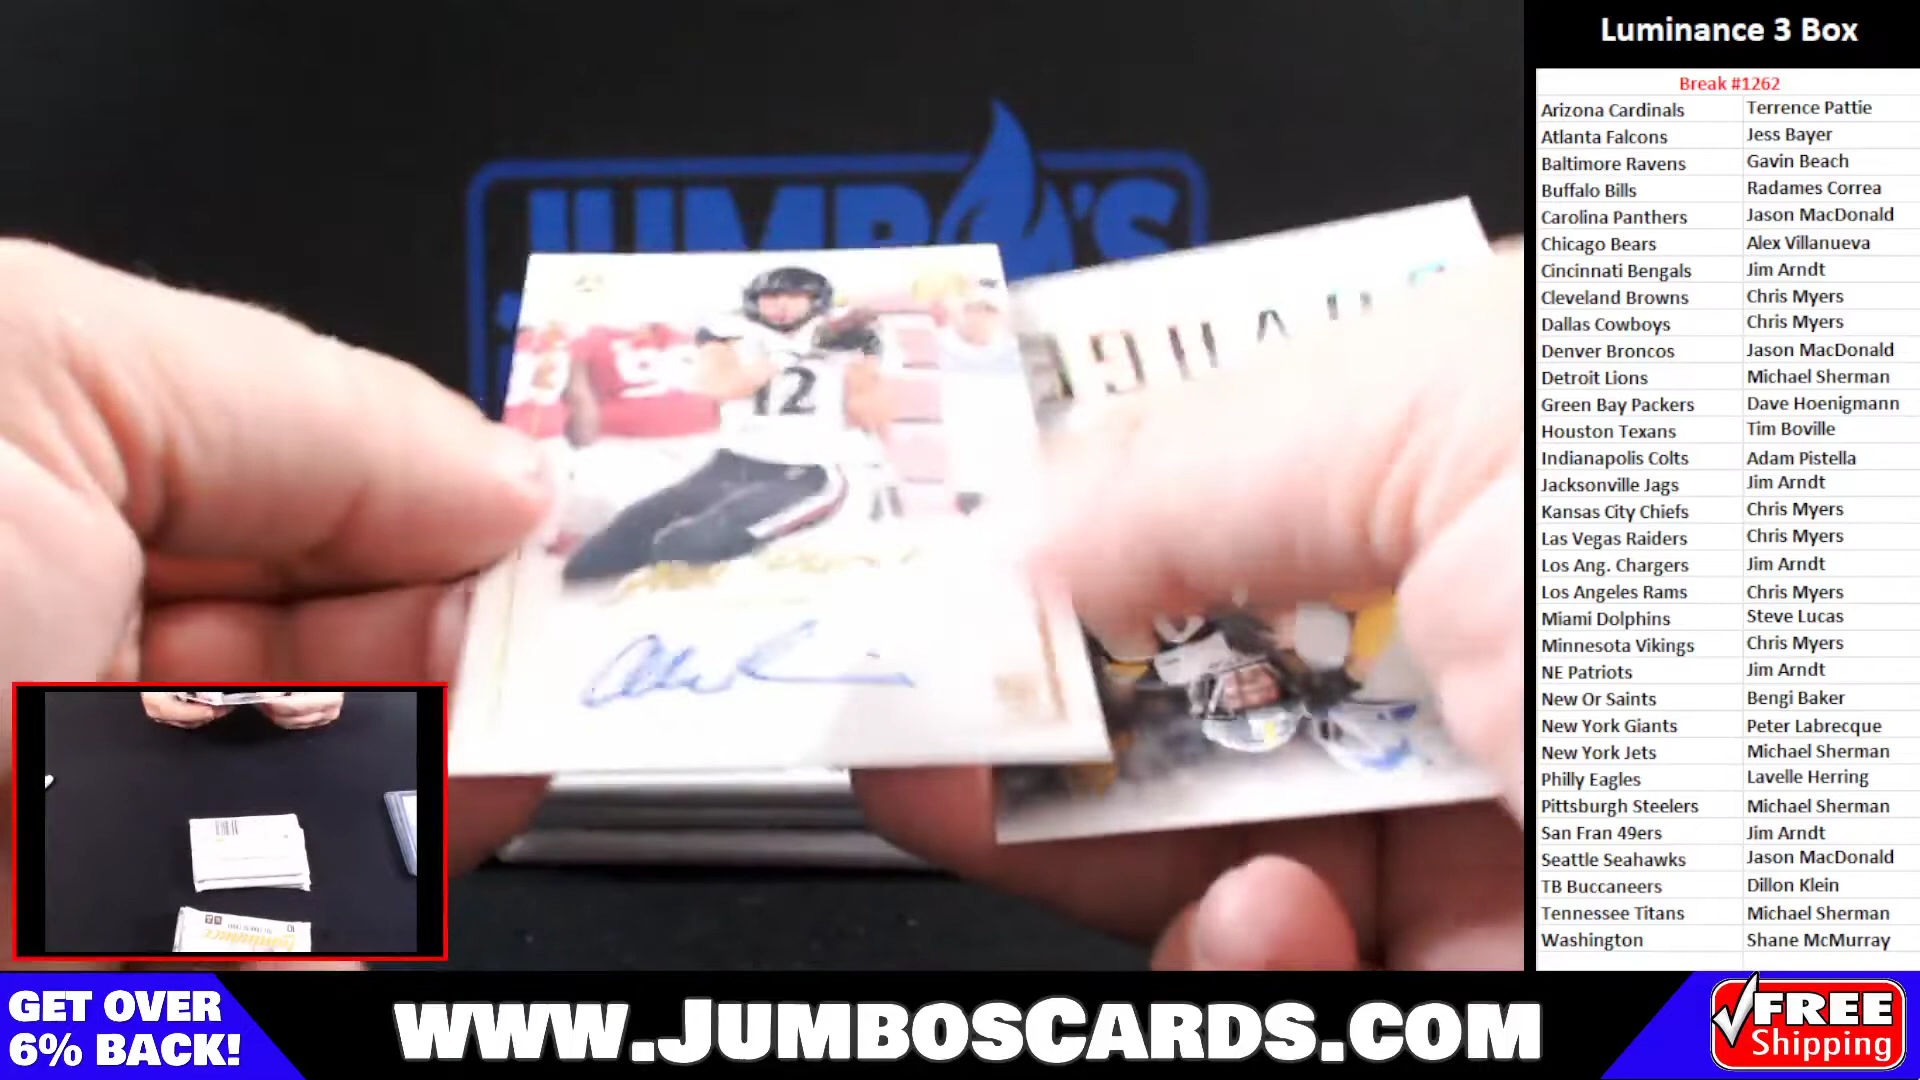 Luminance 3 Box
Break #1262
Arizona Cardinals Terrence Pattie
Atlanta Falcons Jess Bayer
Baltimore Ravens Gavin Beach
Buffalo Bills Radames Correa
Carolina Panthers Jason MacDonald
Chicago Bears Alex Villanueva
Cincinnati Bengals Jim Arndt
Cleveland Browns Chris Myers
Dallas Cowboys Chris Myers
Denver Broncos Jason MacDonald
Detroit Lions Michael Sherman
Green Bay Packers Dave Hoenigmann
Houston Texans Tim Boville
Indianapolis Colts Adam Pistella
Jacksonville Jags Jim Arndt
Kansas City Chiefs Chris Myers
Las Vegas Raiders Chris Myers
Los Ang. Chargers Jim Arndt
Los Angeles Rams Chris Myers
Miami Dolphins Steve Lucas
Minnesota Vikings Chris Myers
NE Patriots Jim Arndt
New Or Saints Bengi Baker
New York Giants Peter Labrecque
New York Jets Michael Sherman
Philly Eagles Lavelle Herring
Pittsburgh Steelers Michael Sherman
San Fran 49ers Jim Arndt
Seattle Seahawks Jason MacDonald
TB Buccaneers Dillon Klein
Tennessee Titans Michael Sherman
Washington Shane McMurray
JUMBO'S
12
Luminance
GET OVER
6% BACK!
WWW.JUMBOSCARDS.COM
FREE
Shipping